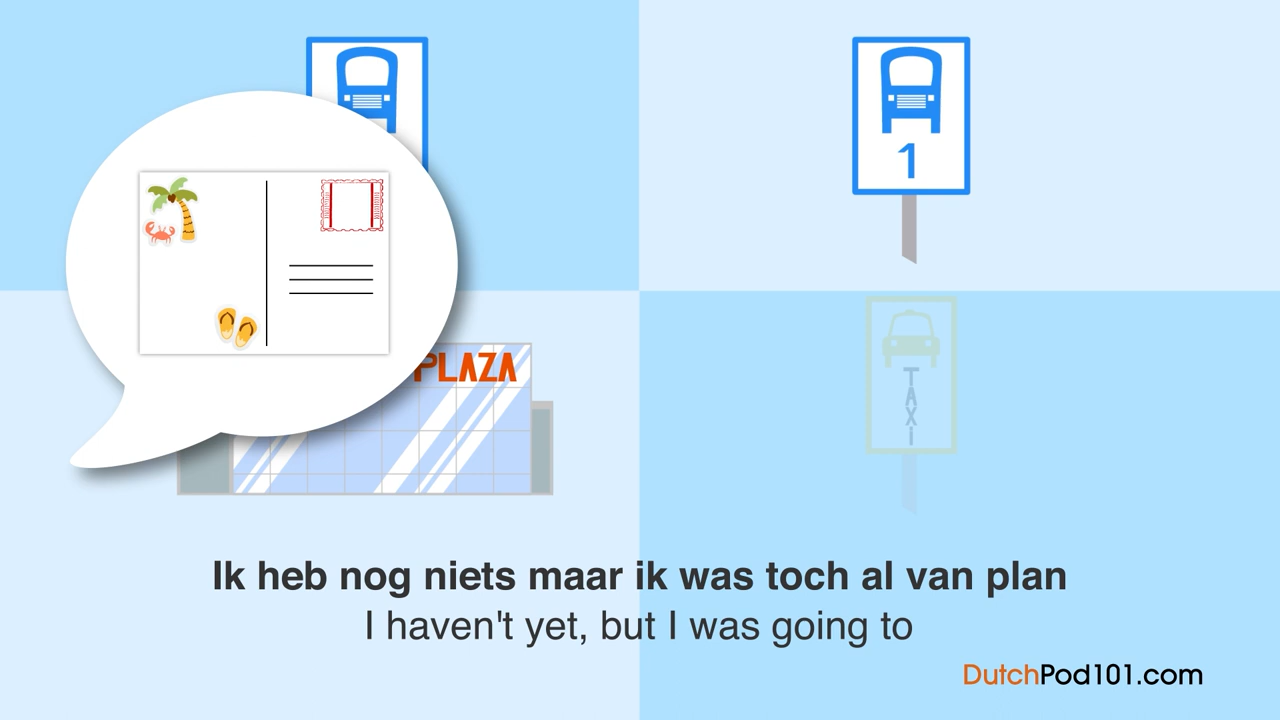 1
PLAZA
TAXI
Ik heb nog niets maar ik was toch al van plan
I haven't yet, but I was going to
DutchPod101.com